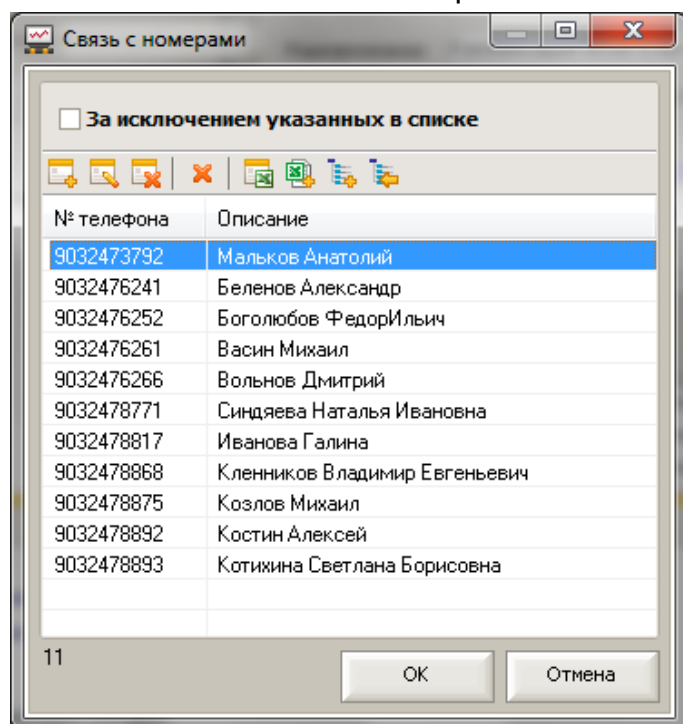 Связь с номерами
За исключением указанных в списке
№ телефона Описание
9032473792 Мальков Анатолий
9032476241 Беленов Александр
9032476252 Боголюбов ФедорИльич
9032476261 Васин Михаил
9032476266 Вольнов Дмитрий
9032478771 Синдяева Наталья Ивановна
9032478817 Иванова Галина
9032478868 Кленников Владимир Евгеньевич
9032478875 Козлов Михаил
9032478892 Костин Алексей
9032478893 Котихина Светлана Борисовна
11
ОК Отмена